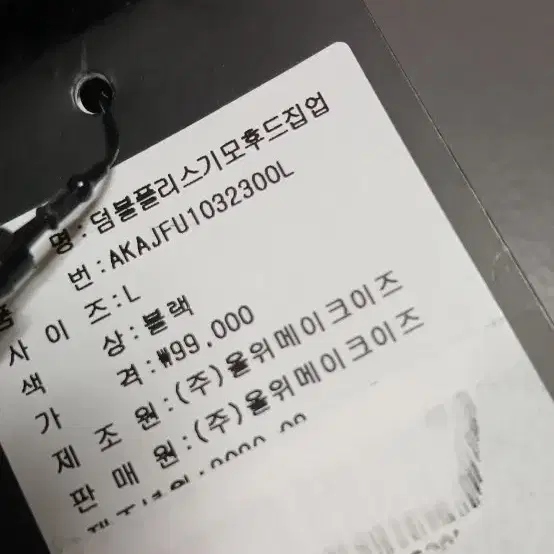 명:덤블플리스기모후드집업
품 번:AKAJFU1032300L
사 이 즈:L
색 상:블랙
가 격:₩99,000
제 조 원:(주)올위메이크이즈
판 매 원:(주)올위메이크이즈